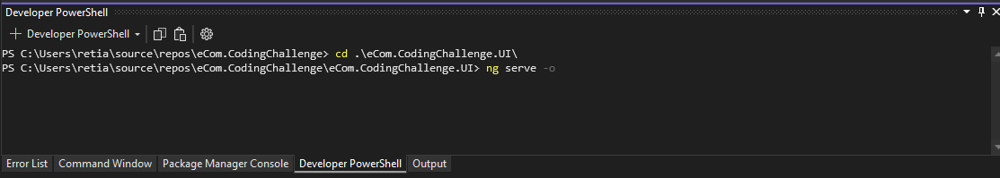 Developer PowerShell
Developer PowerShell
PS C:\Users\retia\source\repos\eCom.CodingChallenge> cd .\eCom.CodingChallenge.UI\
PS C:\Users\retia\source\repos\eCom.CodingChallenge\eCom.CodingChallenge.UI> ng serve -o
Error List Command Window Package Manager Console Developer PowerShell Output